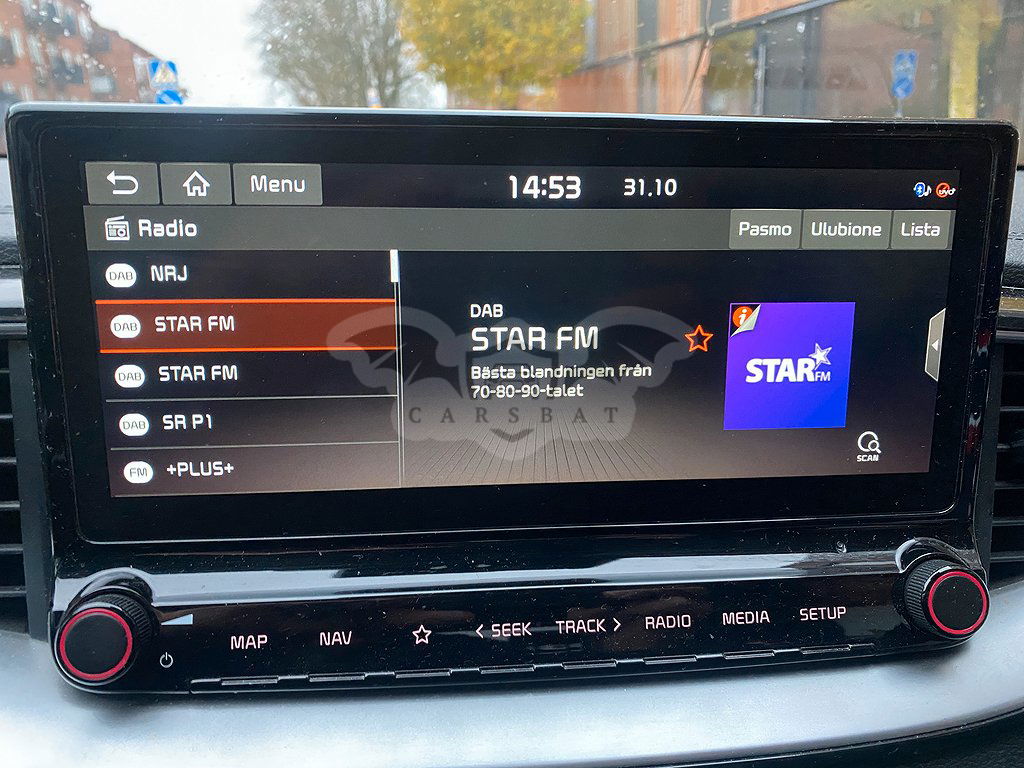 Menu
14:53
31.10
UVO
Radio
Pasmo
Ulubione
Lista
DAB NRJ
DAB STAR FM
DAB STAR FM
DAB SR P1
FM +PLUS+
DAB
STAR FM
Bästa blandningen från
70-80-90-talet
i
STAR FM
CARSBAT
SCAN
MAP
NAV
< SEEK
TRACK >
RADIO
MEDIA
SETUP